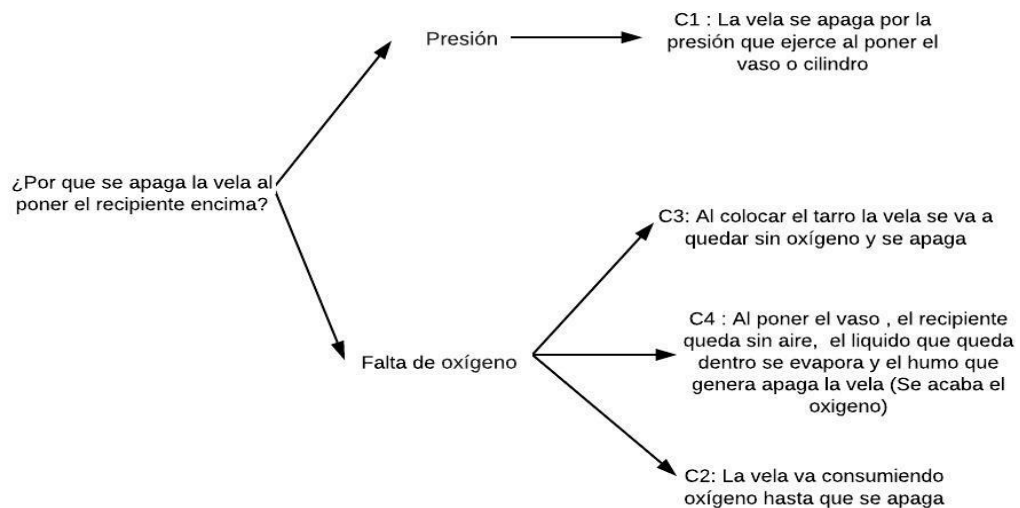 ¿Por que se apaga la vela al
poner el recipiente encima?
Presión
C1 : La vela se apaga por la
presión que ejerce al poner el
vaso o cilindro
Falta de oxígeno
C3: Al colocar el tarro la vela se va a
quedar sin oxígeno y se apaga
C4 : Al poner el vaso , el recipiente
queda sin aire, el liquido que queda
dentro se evapora y el humo que
genera apaga la vela (Se acaba el
oxigeno)
C2: La vela va consumiendo
oxígeno hasta que se apaga